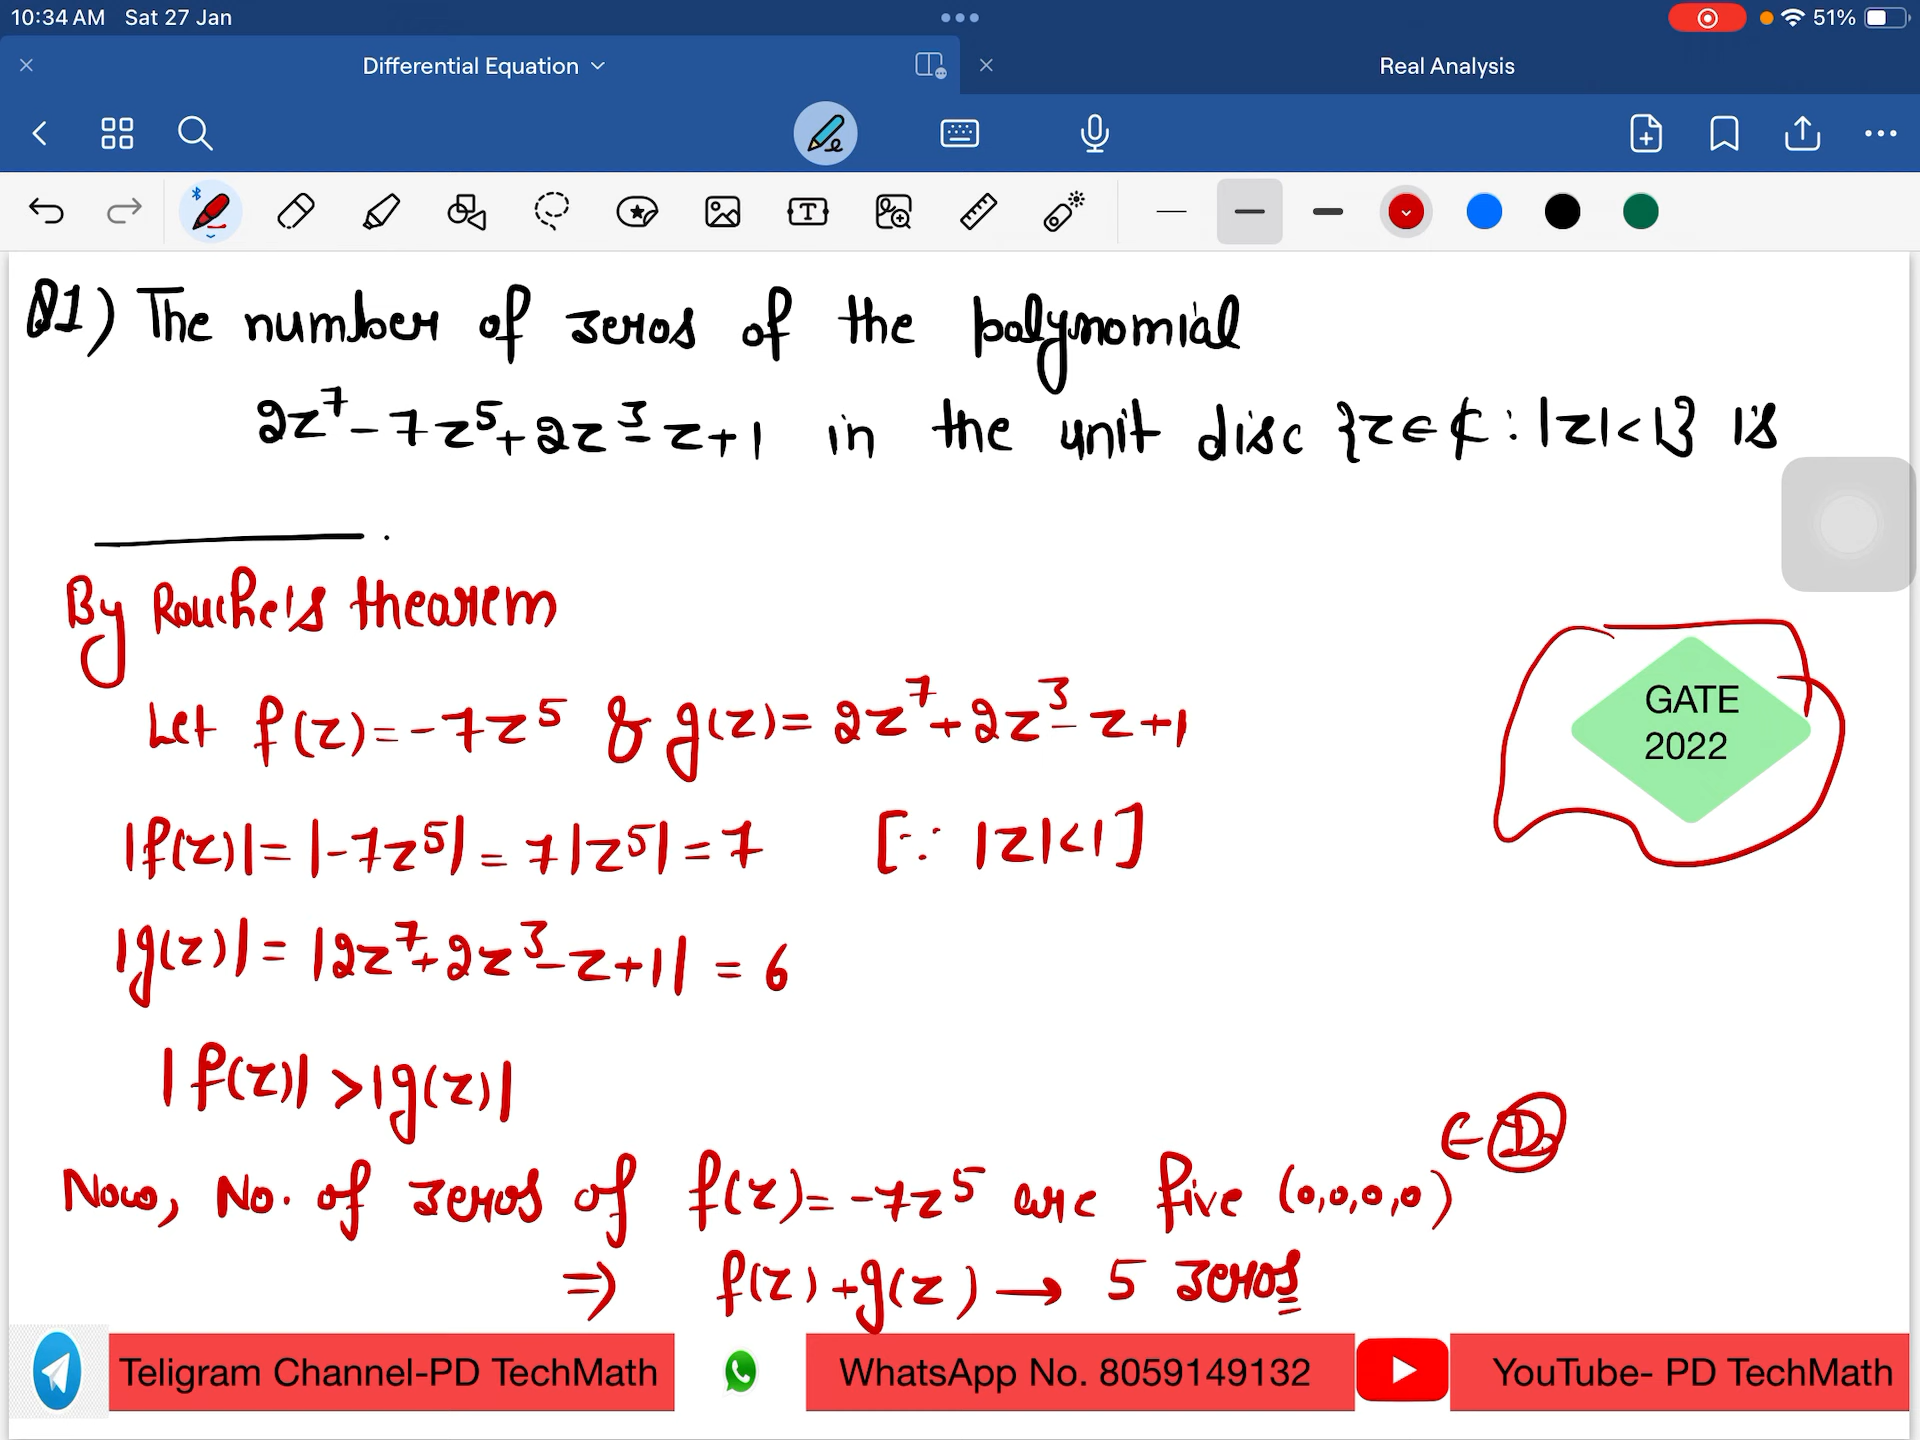 10:34 AM Sat 27 Jan
51%
Differential Equation
Real Analysis
Q1) The number of zeros of the polynomial
2z⁷-7z⁵+2z³-z+1 in the unit disc {z∈ℂ:|z|<1} is
________.
By Rouche's theorem
GATE
2022
Let f(z)=-7z⁵ & g(z)=2z⁷+2z³-z+1
|f(z)|=|-7z⁵|=7|z⁵|=7 [∵ |z|<1]
|g(z)|=|2z⁷+2z³-z+1|=6
|f(z)|>|g(z)|
Now, No. of zeros of f(z)=-7z⁵ are five (0,0,0,0) ∈ D
⇒ f(z)+g(z)→ 5 zeros
Teligram Channel-PD TechMath
WhatsApp No. 8059149132
YouTube- PD TechMath